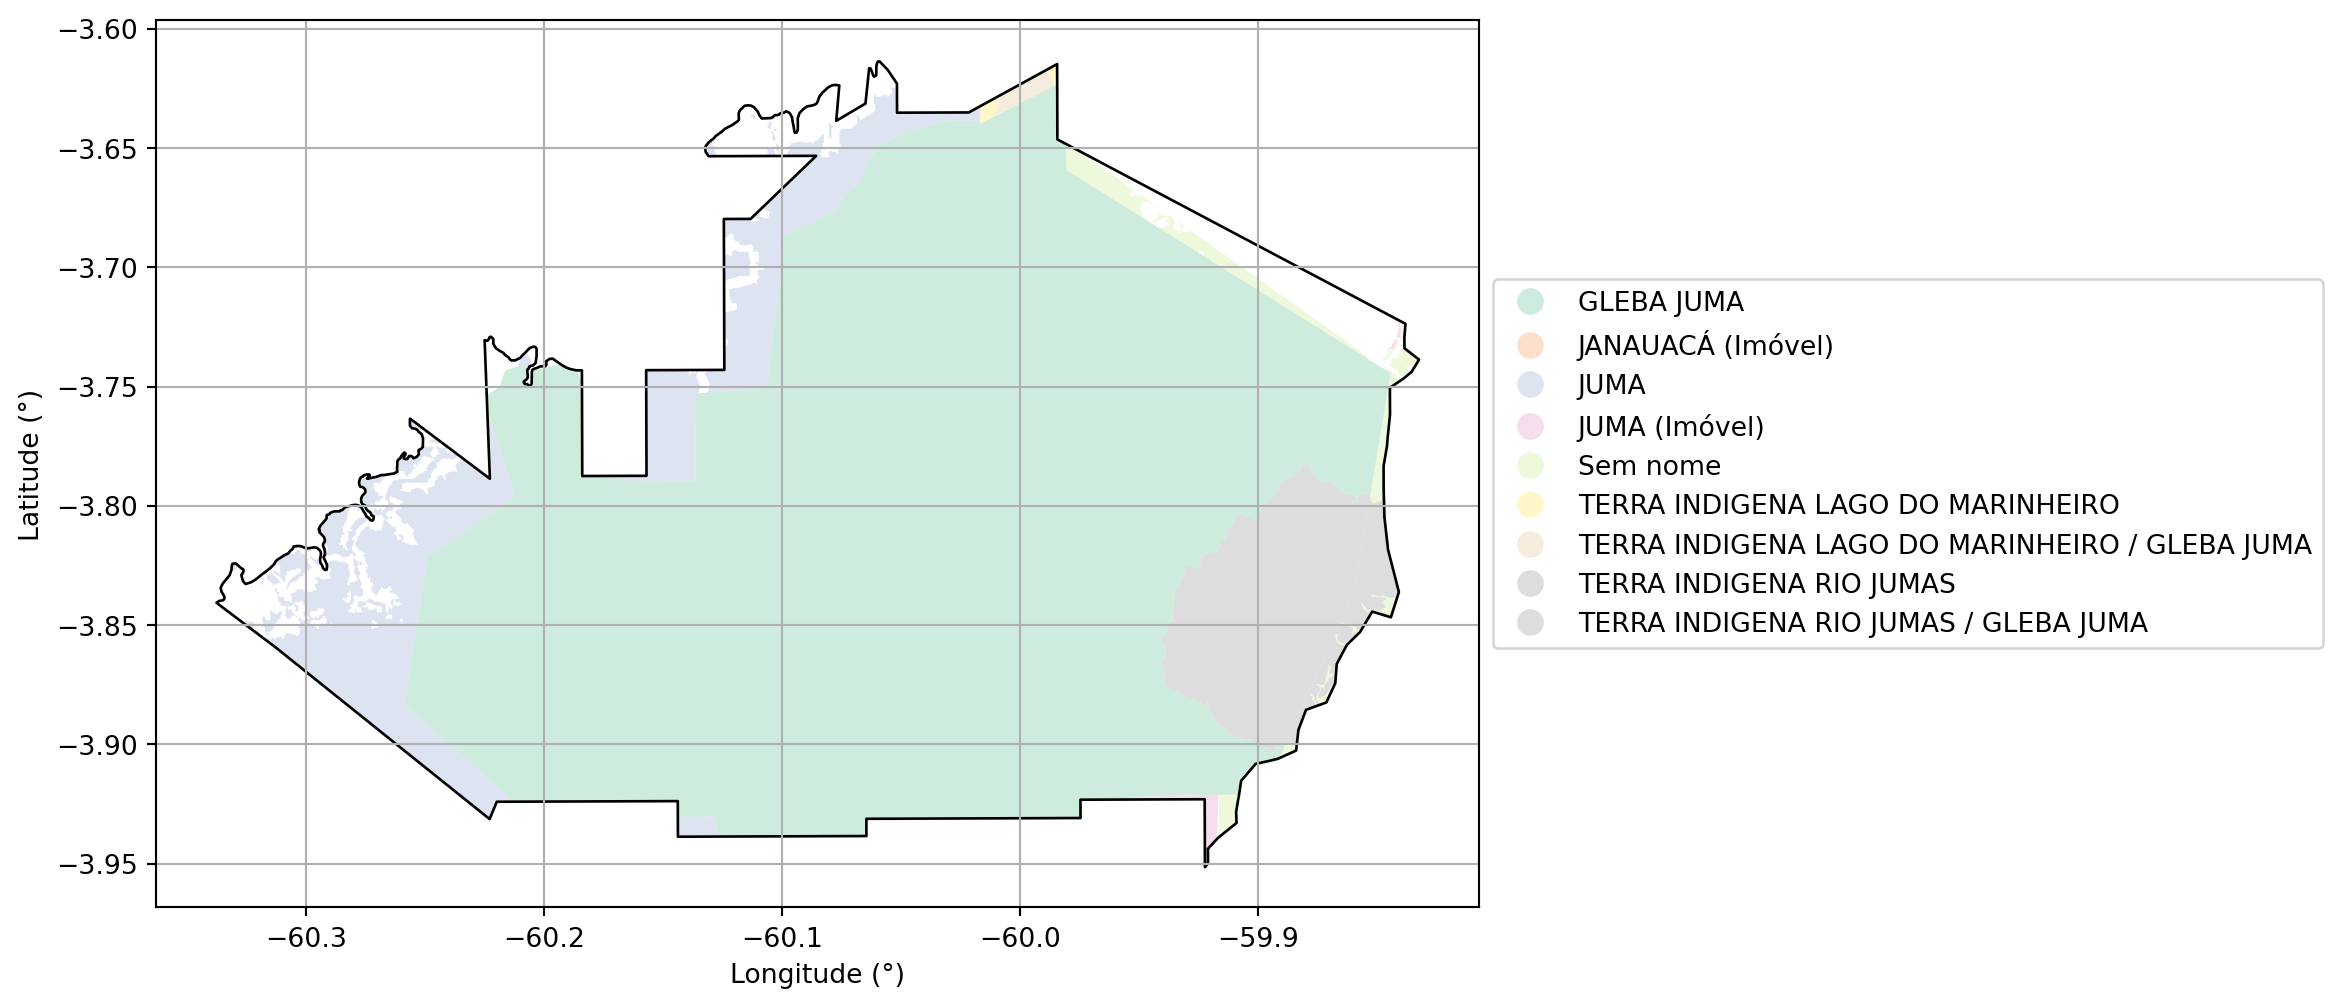 −3.60
−3.65
−3.70
−3.75
−3.80
−3.85
−3.90
−3.95
Latitude (°)
−60.3
−60.2
−60.1
−60.0
−59.9
Longitude (°)
GLEBA JUMA
JANAUACÁ (Imóvel)
JUMA
JUMA (Imóvel)
Sem nome
TERRA INDIGENA LAGO DO MARINHEIRO
TERRA INDIGENA LAGO DO MARINHEIRO / GLEBA JUMA
TERRA INDIGENA RIO JUMAS
TERRA INDIGENA RIO JUMAS / GLEBA JUMA